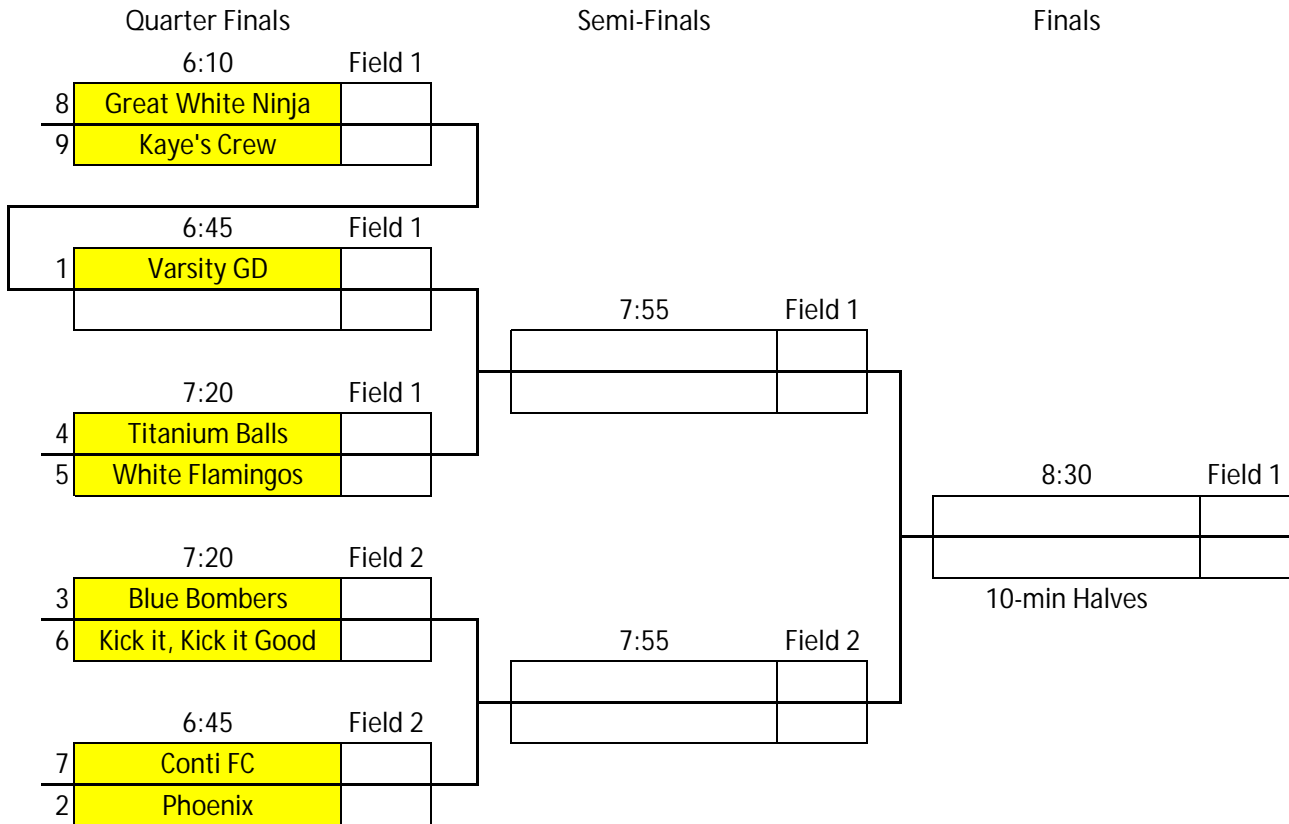 Quarter Finals Semi-Finals Finals
6:10 Field 1
8 Great White Ninja
9 Kaye's Crew
6:45 Field 1
1 Varsity GD
7:55 Field 1
7:20 Field 1
4 Titanium Balls
5 White Flamingos
8:30 Field 1
7:20 Field 2
3 Blue Bombers
10-min Halves
6 Kick it, Kick it Good
7:55 Field 2
6:45 Field 2
7 Conti FC
2 Phoenix